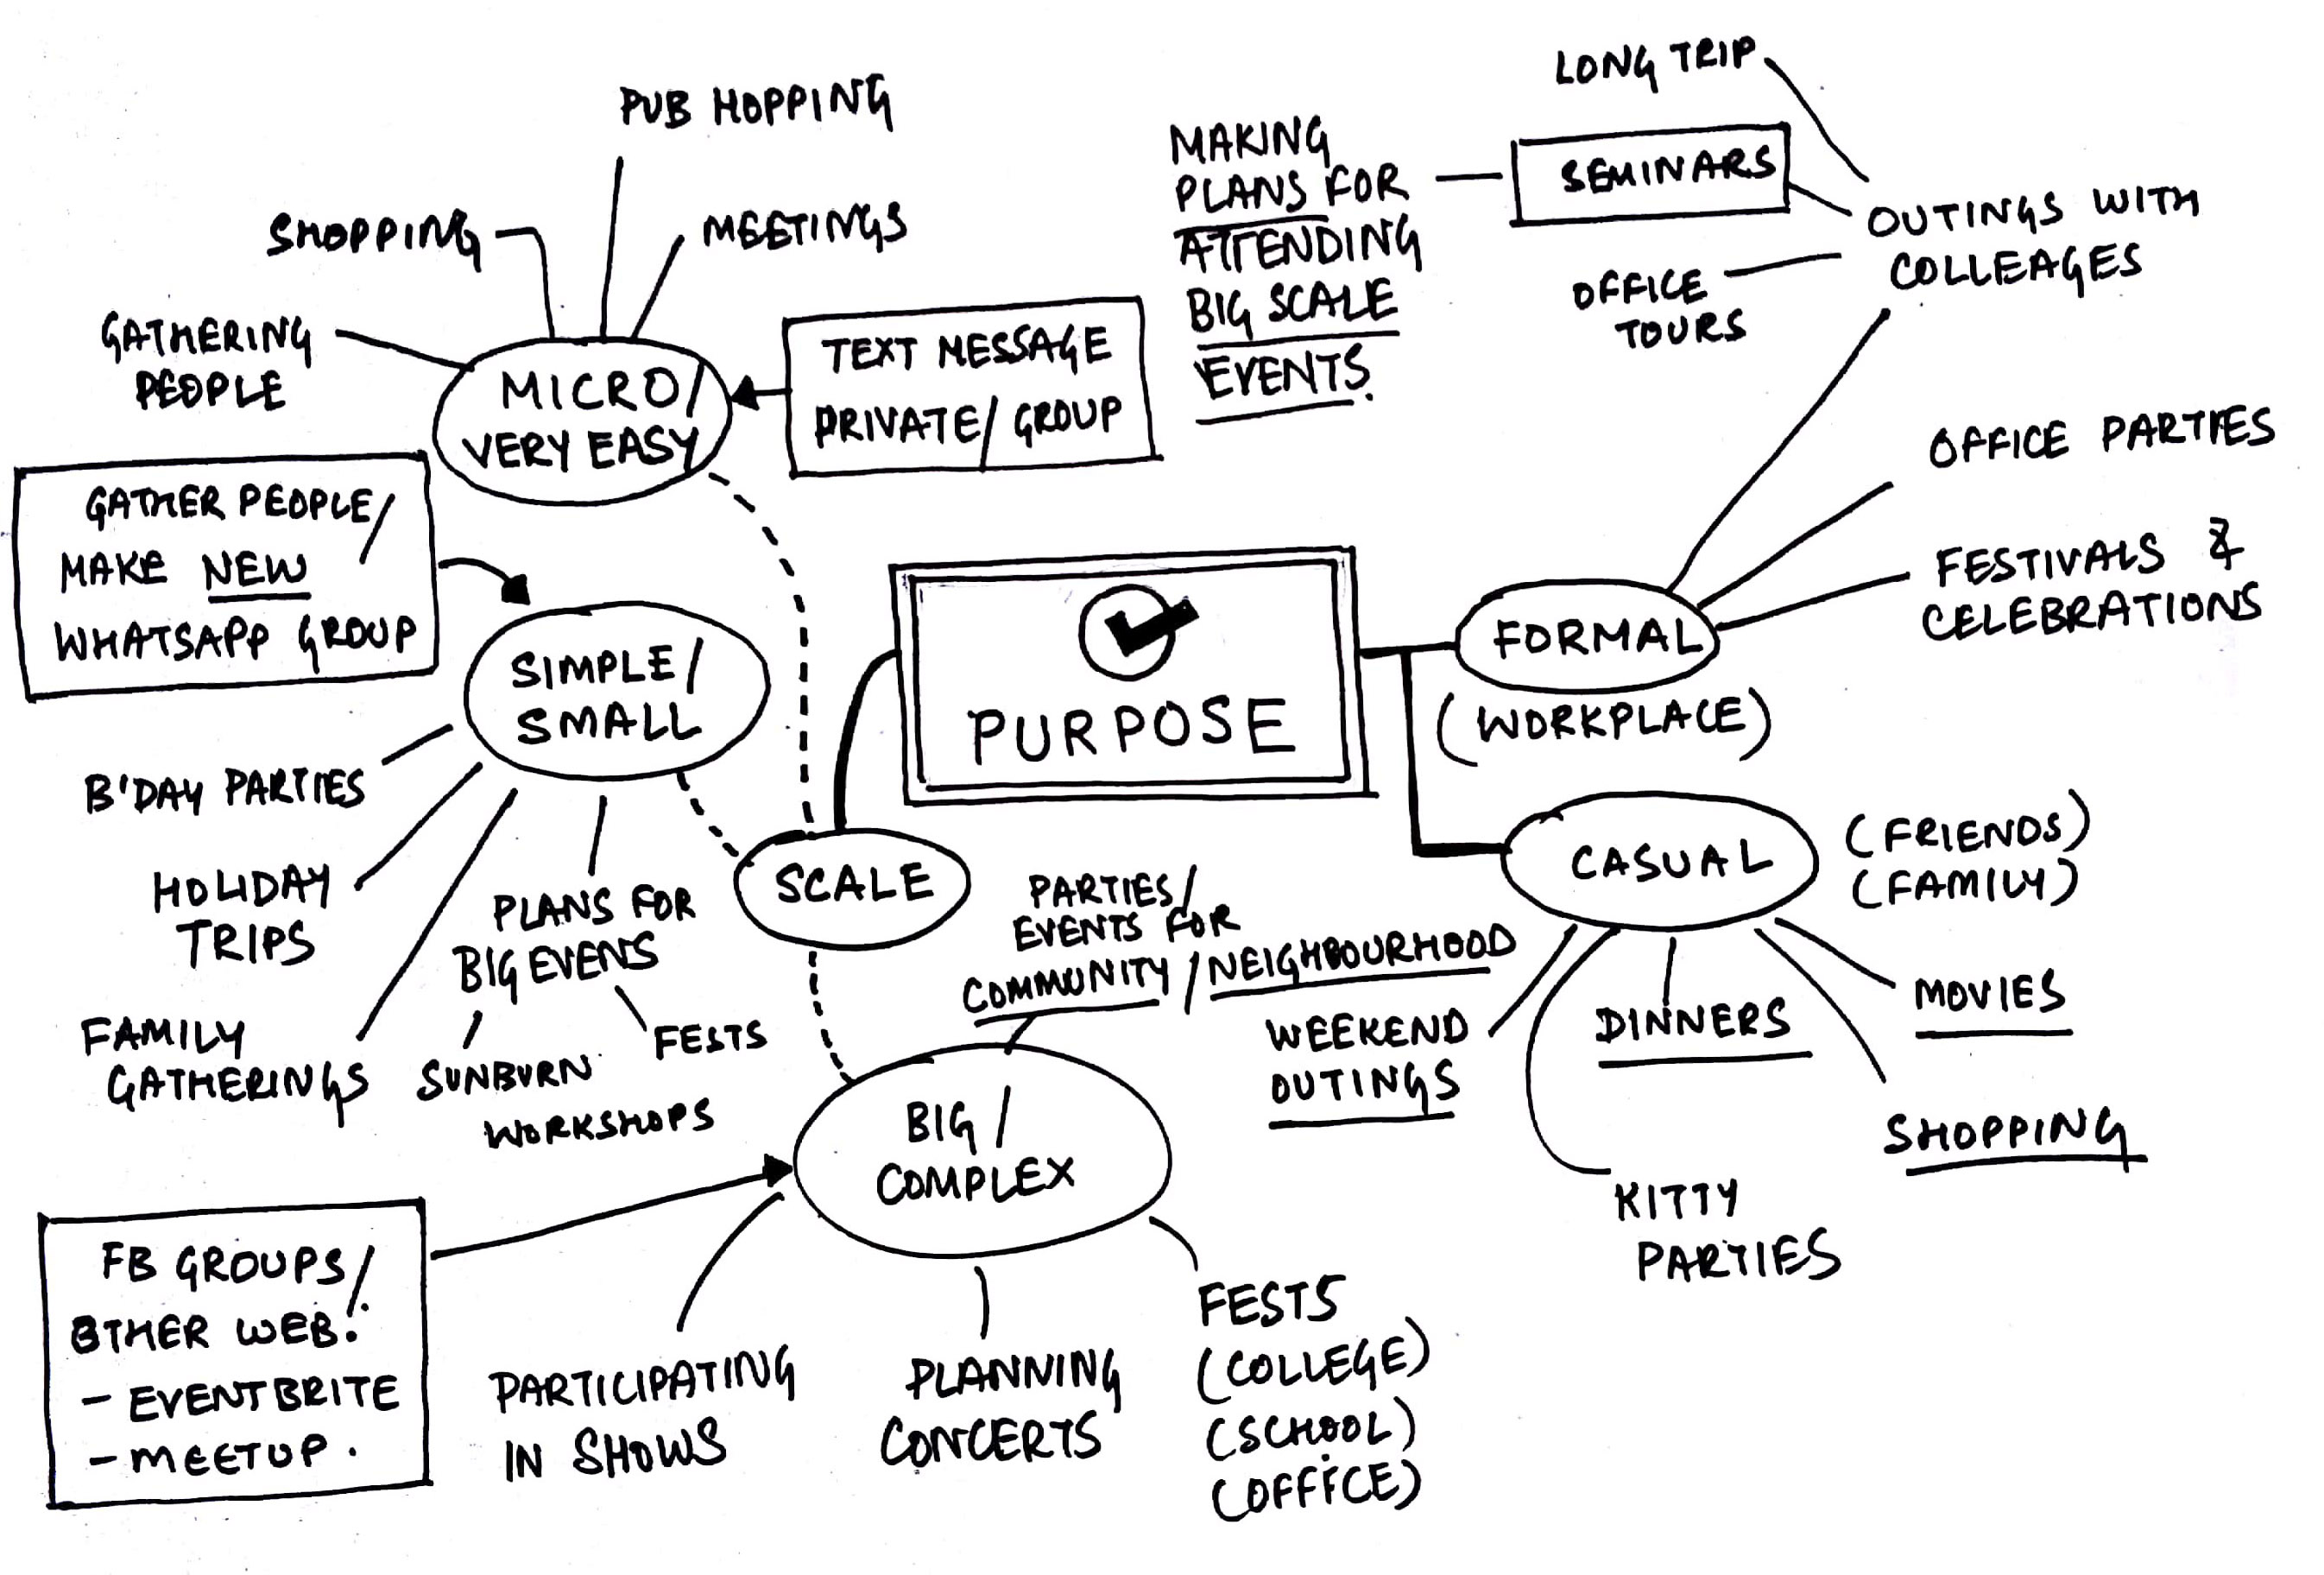 PUB HOPPING
SHOPPING
MEETINGS
GATHERING
PEOPLE
MICRO/
VERY EASY
TEXT MESSAGE
PRIVATE/ GROUP
MAKING
PLANS FOR
ATTENDING
BIG SCALE
EVENTS.
LONG TRIP
SEMINARS
OUTINGS WITH
COLLEAGES
OFFICE
TOURS
OFFICE PARTIES
FESTIVALS &
CELEBRATIONS
FORMAL
(WORKPLACE)
PURPOSE
GATHER PEOPLE/
MAKE NEW
WHATSAPP GROUP
SIMPLE/
SMALL
B'DAY PARTIES
HOLIDAY
TRIPS
FAMILY
GATHERINGS
PLANS FOR
BIG EVENS
SUNBURN
FESTS
WORKSHOPS
SCALE
CASUAL
(FRIENDS)
(FAMILY)
WEEKEND
OUTINGS
DINNERS
MOVIES
SHOPPING
KITTY
PARTIES
PARTIES/
EVENTS FOR
COMMUNITY / NEIGHBOURHOOD
BIG/
COMPLEX
FB GROUPS/
OTHER WEB:
- EVENTBRITE
- MEETUP.
PARTICIPATING
IN SHOWS
PLANNING
CONCERTS
FESTS
(COLLEGE)
(SCHOOL)
(OFFICE)